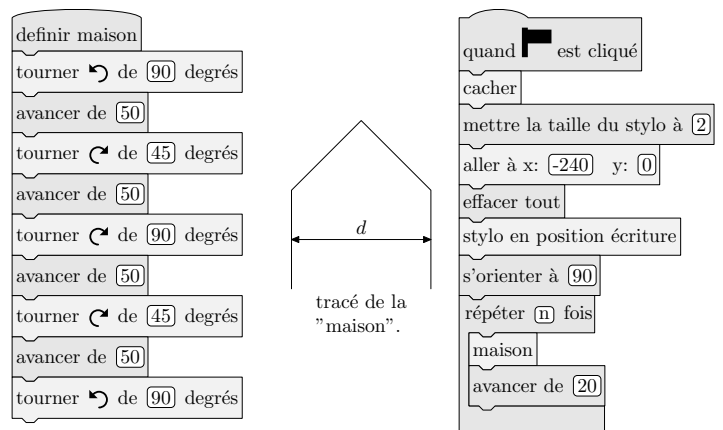 definir maison
tourner de 90 degrés
avancer de 50
tourner de 45 degrés
avancer de 50
tourner de 90 degrés
avancer de 50
tourner de 45 degrés
avancer de 50
tourner de 90 degrés
d
tracé de la
”maison”.
quand est cliqué
cacher
mettre la taille du stylo à 2
aller à x: -240 y: 0
effacer tout
stylo en position écriture
s'orienter à 90
répéter n fois
maison
avancer de 20